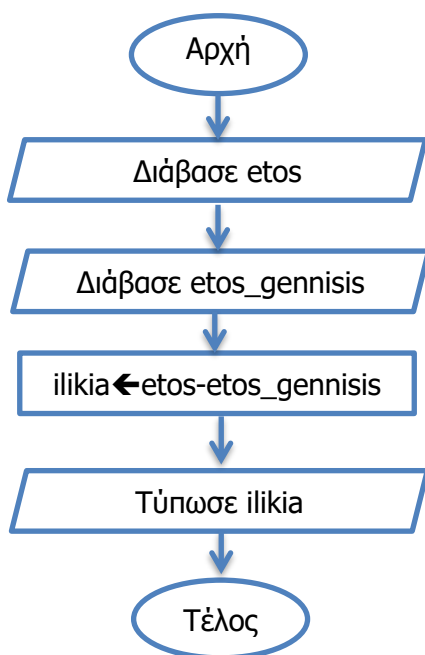 Αρχή
Διάβασε etos
Διάβασε etos_gennisis
ilikia🡸etos-etos_gennisis
Τύπωσε ilikia
Τέλος